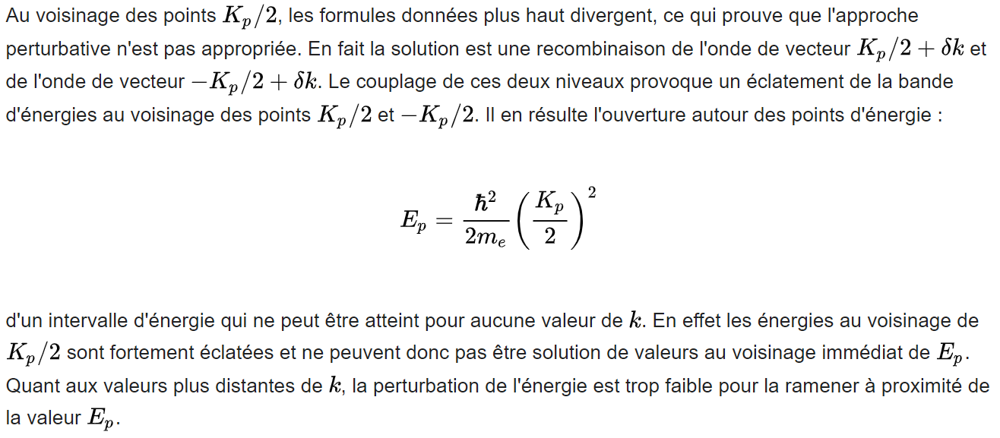 Au voisinage des points $K_p/2$, les formules données plus haut divergent, ce qui prouve que l'approche
perturbative n'est pas appropriée. En fait la solution est une recombinaison de l'onde de vecteur $K_p/2 + \delta k$ et
de l'onde de vecteur $-K_p/2 + \delta k$. Le couplage de ces deux niveaux provoque un éclatement de la bande
d'énergies au voisinage des points $K_p/2$ et $-K_p/2$. Il en résulte l'ouverture autour des points d'énergie :
$E_p = \frac{\hbar^2}{2m_e} \left( \frac{K_p}{2} \right)^2$
d'un intervalle d'énergie qui ne peut être atteint pour aucune valeur de $k$. En effet les énergies au voisinage de
$K_p/2$ sont fortement éclatées et ne peuvent donc pas être solution de valeurs au voisinage immédiat de $E_p$.
Quant aux valeurs plus distantes de $k$, la perturbation de l'énergie est trop faible pour la ramener à proximité de
la valeur $E_p$.